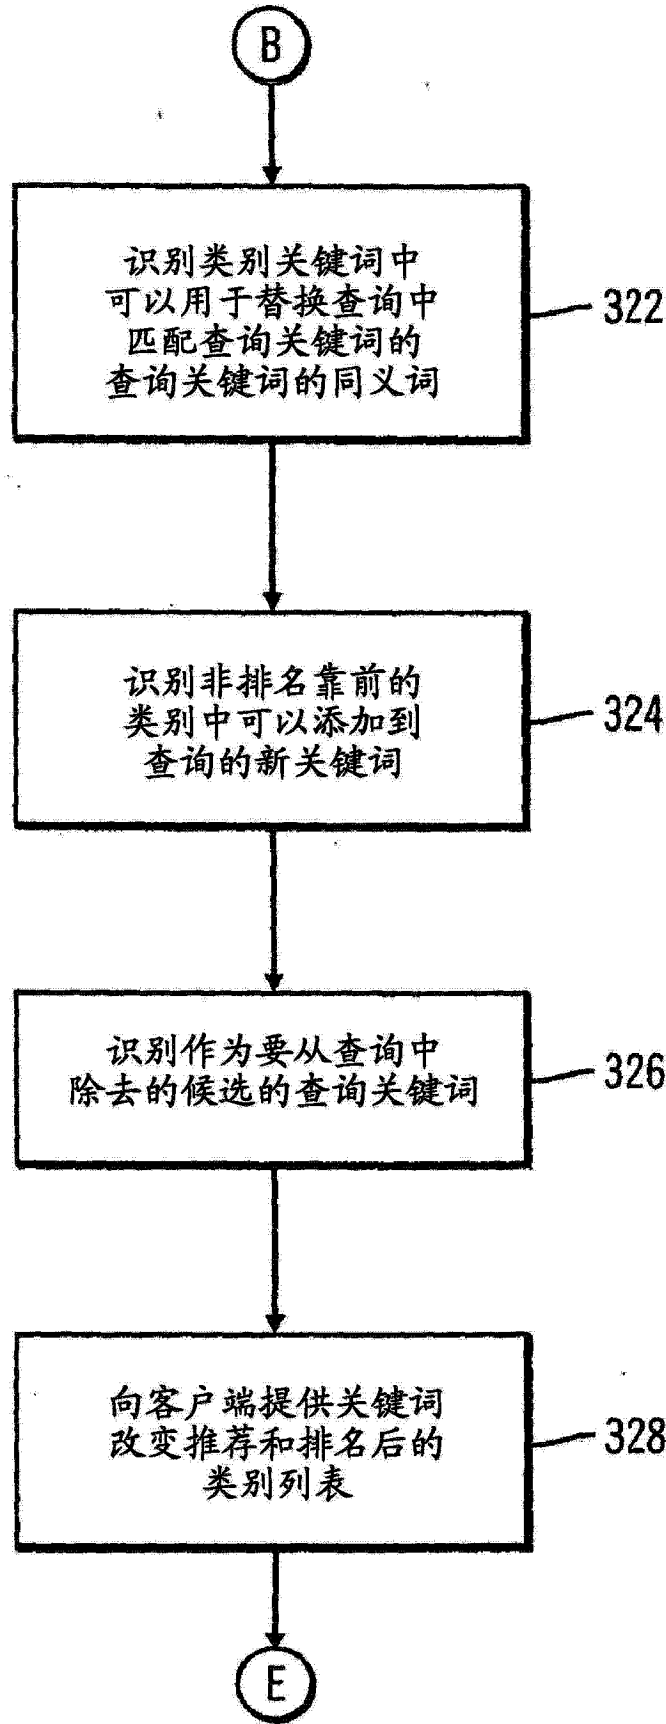 B
识别类别关键词中
可以用于替换查询中
匹配查询关键词的
查询关键词的同义词
322
识别非排名靠前的
类别中可以添加到
查询的新关键词
324
识别作为要从查询中
除去的候选的查询关键词
326
向客户端提供关键词
改变推荐和排名后的
类别列表
328
E